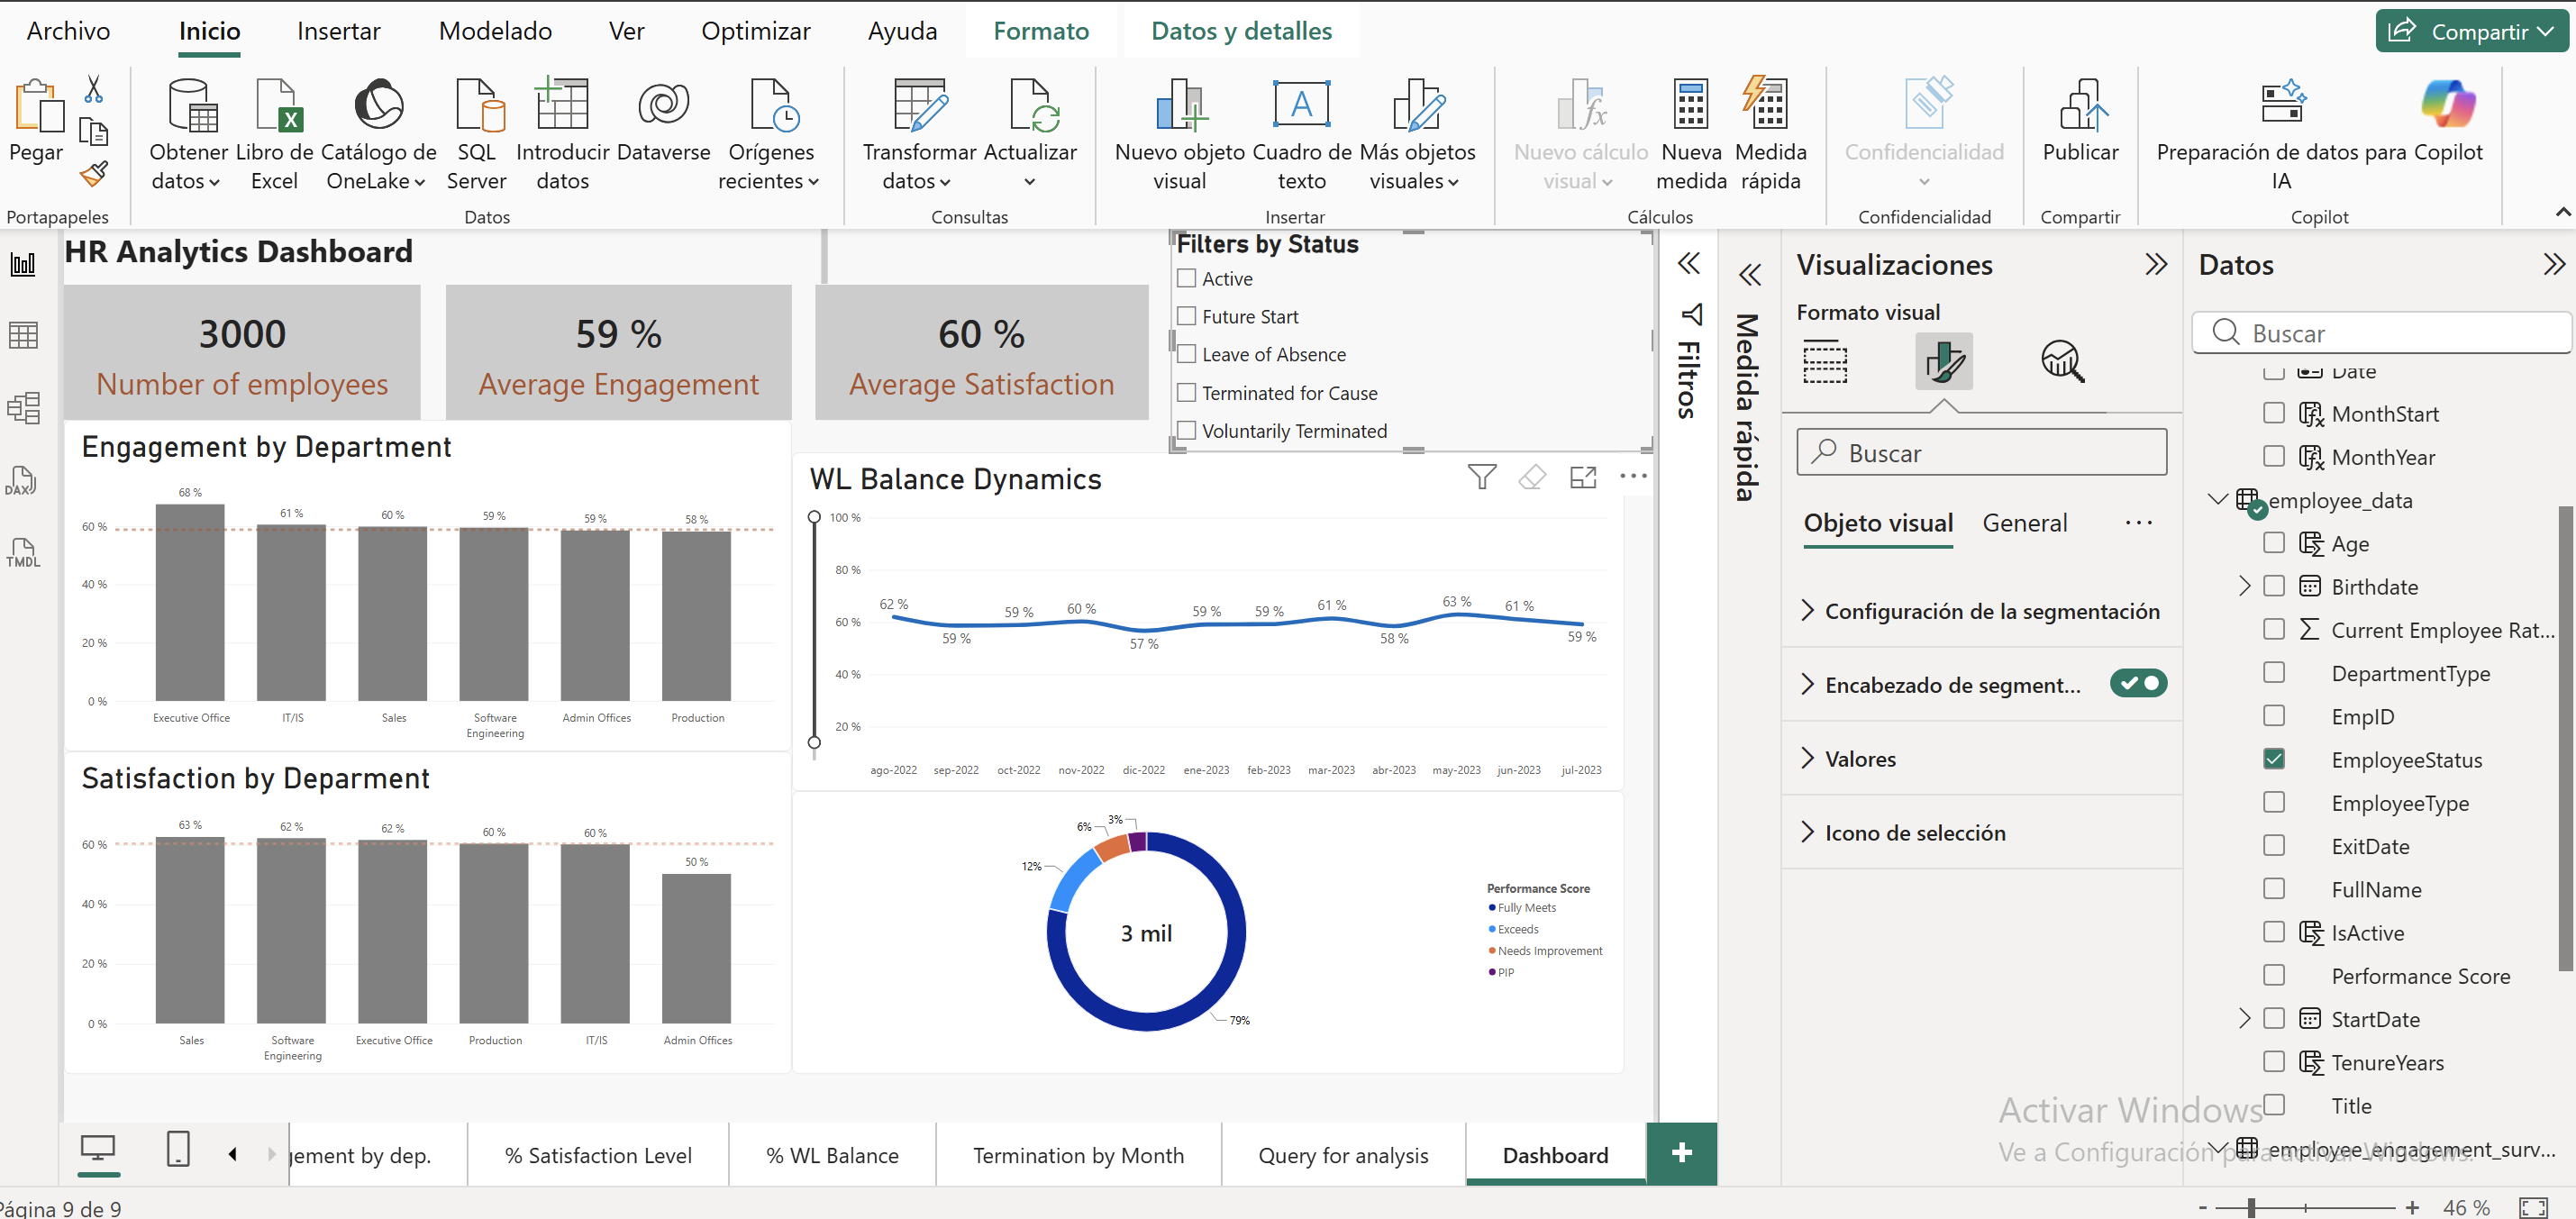 Archivo
Inicio
Insertar
Modelado
Ver
Optimizar
Ayuda
Formato
Datos y detalles
Compartir
Pegar
Portapapeles
Obtener datos
Libro de Excel
Catálogo de OneLake
SQL Server
Introducir datos
Dataverse
Orígenes recientes
Datos
Transformar datos
Actualizar
Consultas
Nuevo objeto visual
Cuadro de texto
Más objetos visuales
Insertar
Nuevo cálculo visual
Nueva medida
Medida rápida
Cálculos
Confidencialidad
Confidencialidad
Publicar
Compartir
Preparación de datos para IA
Copilot
Copilot
DAX
TMDL
HR Analytics Dashboard
3000
Number of employees
59 %
Average Engagement
60 %
Average Satisfaction
Filters by Status
Active
Future Start
Leave of Absence
Terminated for Cause
Voluntarily Terminated
Engagement by Department
68 %
61 %
60 %
59 %
59 %
58 %
60 %
40 %
20 %
0 %
Executive Office
IT/IS
Sales
Software Engineering
Admin Offices
Production
WL Balance Dynamics
100 %
80 %
60 %
40 %
20 %
62 %
59 %
59 %
60 %
57 %
59 %
59 %
61 %
58 %
63 %
61 %
59 %
ago-2022
sep-2022
oct-2022
nov-2022
dic-2022
ene-2023
feb-2023
mar-2023
abr-2023
may-2023
jun-2023
jul-2023
Satisfaction by Deparment
63 %
62 %
62 %
60 %
60 %
50 %
60 %
40 %
20 %
0 %
Sales
Software Engineering
Executive Office
Production
IT/IS
Admin Offices
3%
6%
12%
79%
3 mil
Performance Score
Fully Meets
Exceeds
Needs Improvement
PIP
Filtros
Medida rápida
Visualizaciones
Formato visual
Buscar
Objeto visual
General
Configuración de la segmentación
Encabezado de segment...
Valores
Icono de selección
Datos
Buscar
Date
MonthStart
MonthYear
employee_data
Age
Birthdate
Current Employee Rat...
DepartmentType
EmpID
EmployeeStatus
EmployeeType
ExitDate
FullName
IsActive
Performance Score
StartDate
TenureYears
Title
employee_engagement_surv...
Activar Windows
Ve a Configuración para activar Windows.
jement by dep.
% Satisfaction Level
% WL Balance
Termination by Month
Query for analysis
Dashboard
Página 9 de 9
46 %